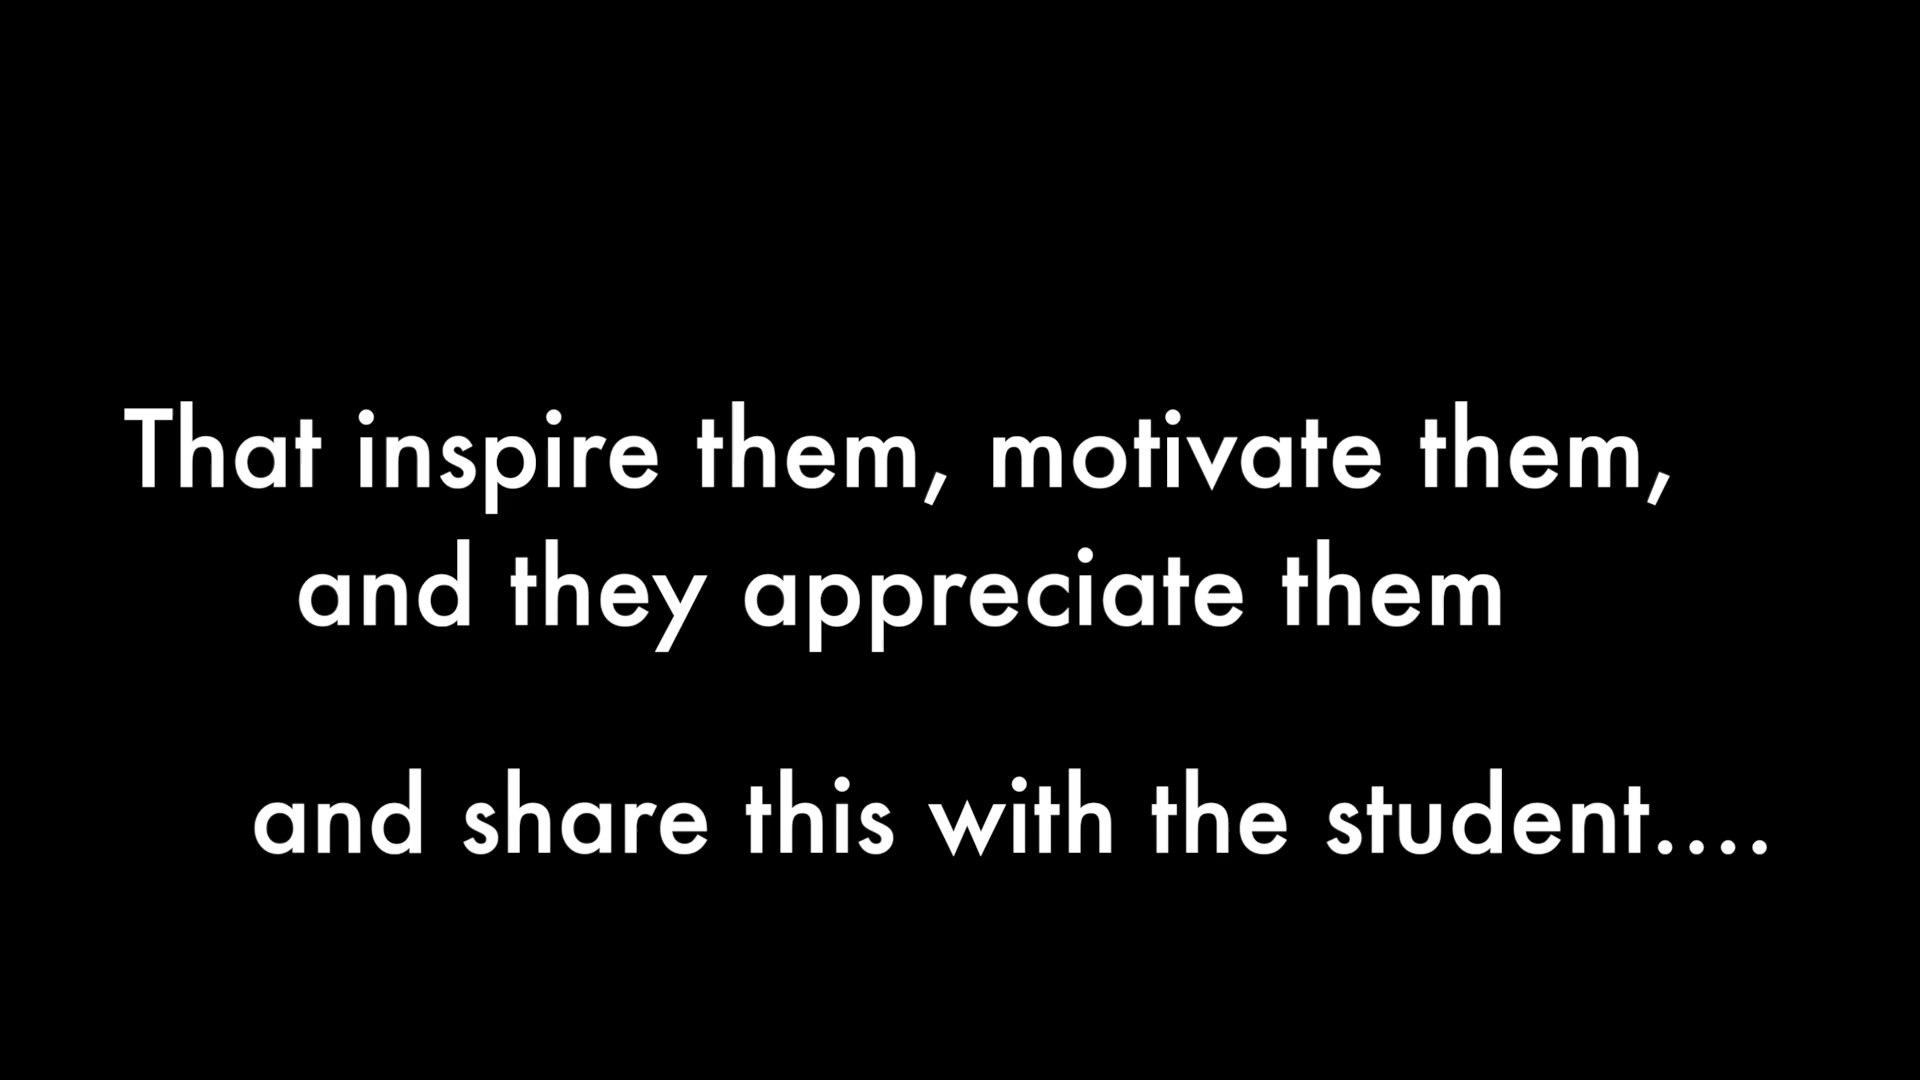 That inspire them, motivate them,
and they appreciate them
and share this with the student....